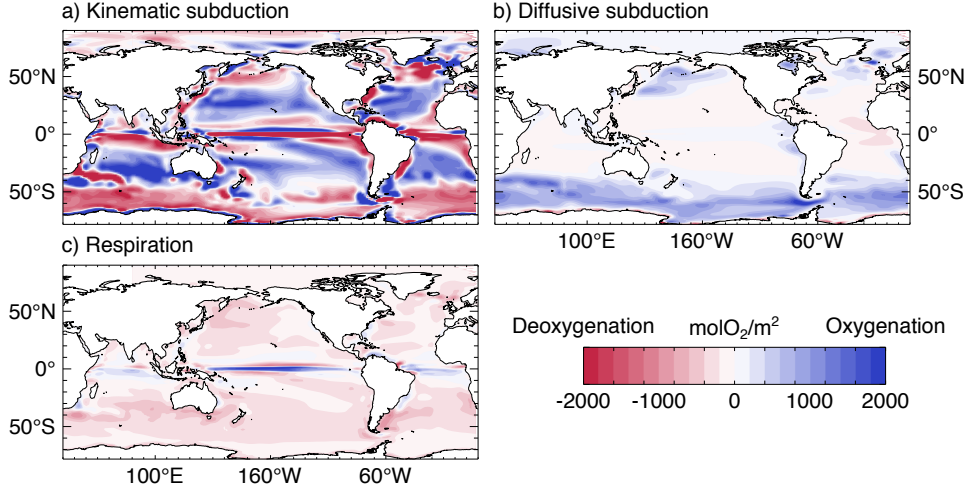 a) Kinematic subduction
b) Diffusive subduction
50°N
0°
50°S
50°N
0°
50°S
100°E 160°W 60°W
c) Respiration
50°N
0°
50°S
100°E 160°W 60°W
Deoxygenation molO₂/m² Oxygenation
-2000 -1000 0 1000 2000